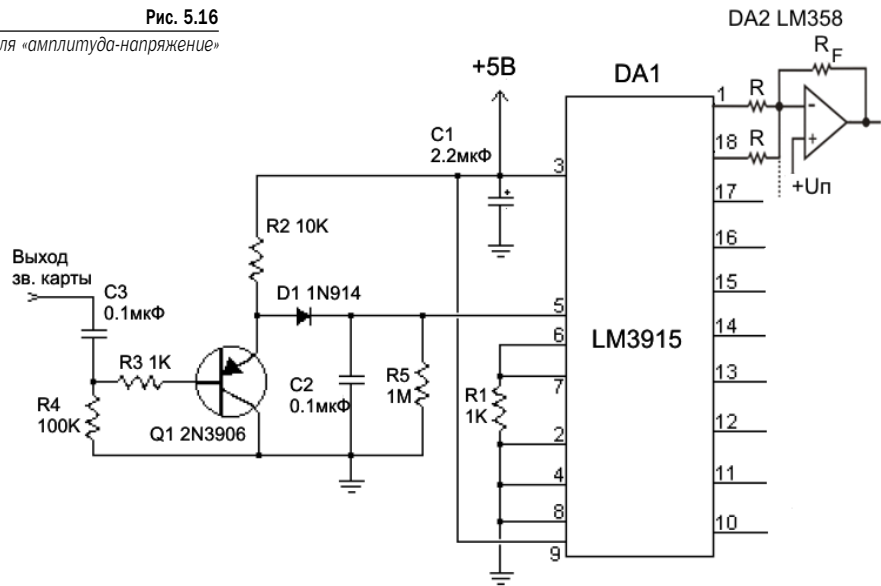 Рис. 5.16
ля «амплитуда-напряжение»
DA2 LM358
R
F
+5В
DA1
1
R
C1
2.2мкФ
18
R
3
+Uп
17
R2 10K
16
Выход
зв. карты
C3
0.1мкФ
D1 1N914
15
5
6
14
LM3915
R3 1K
C2
0.1мкФ
R5
1M
R1
1K
7
13
R4
100K
Q1 2N3906
2
12
4
11
8
10
9